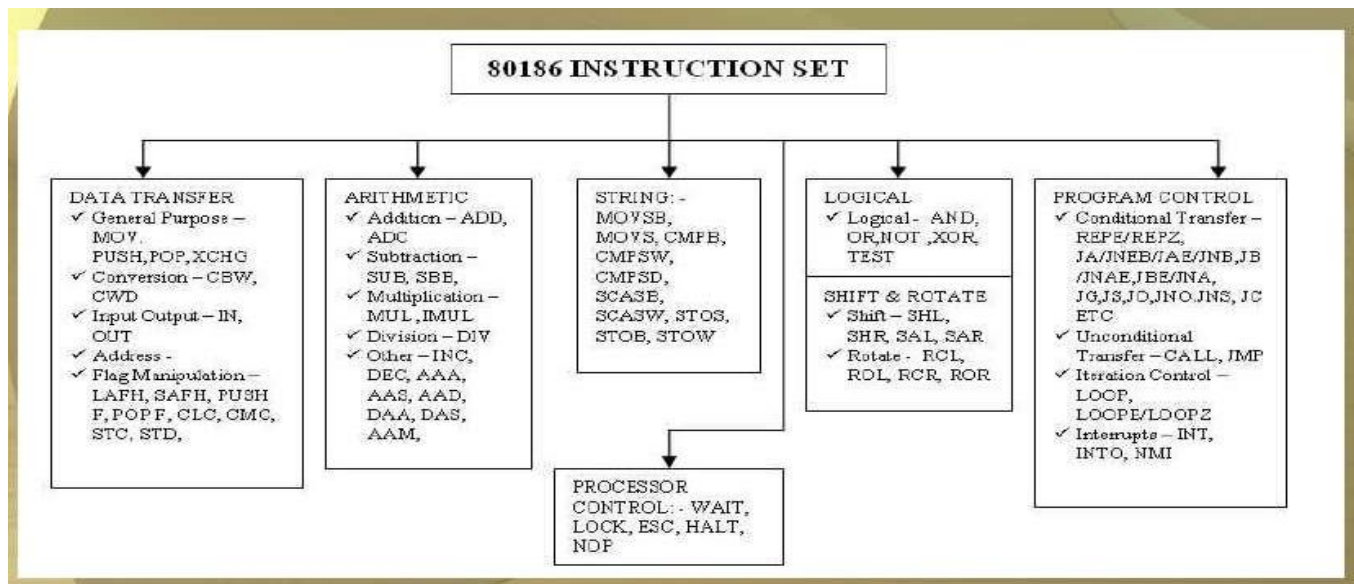 80186 INSTRUCTION SET
DATA TRANSFER
✓ General Purpose –
MOV,
PUSH,POP,XCHG
✓ Conversion – CBW,
CWD
✓ Input Output – IN,
OUT
✓ Address -
✓ Flag Manipulation –
LAFH, SAFH, PUSH
F, POP F, CLC, CMC,
STC, STD,
ARITHMETIC
✓ Addition – ADD,
ADC
✓ Subtraction –
SUB, SBB,
✓ Multiplication –
MUL ,IMUL
✓ Division – DIV
✓ Other – INC,
DEC, AAA,
AAS, AAD,
DAA, DAS,
AAM,
STRING: -
MOVSB,
MOVS, CMPB,
CMPSW,
CMPSD,
SCASB,
SCASW, STOS,
STOB, STOW
LOGICAL
✓ Logical - AND,
OR,NOT ,XOR,
TEST
SHIFT & ROTATE
✓ Shift – SHL,
SHR, SAL, SAR
✓ Rotate - RCL,
ROL, RCR, ROR
PROGRAM CONTROL
✓ Conditional Transfer –
REPE/REPZ,
JA/JNEB/JAE/JNB,JB
/JNAE,JBE/JNA,
JG,JS,JO,JNO,JNS, JC
ETC
✓ Unconditional
Transfer – CALL, JMP
✓ Iteration Control –
LOOP,
LOOPE/LOOPZ
✓ Interrupts – INT,
INTO, NMI
PROCESSOR
CONTROL: - WAIT,
LOCK, ESC, HALT,
NOP